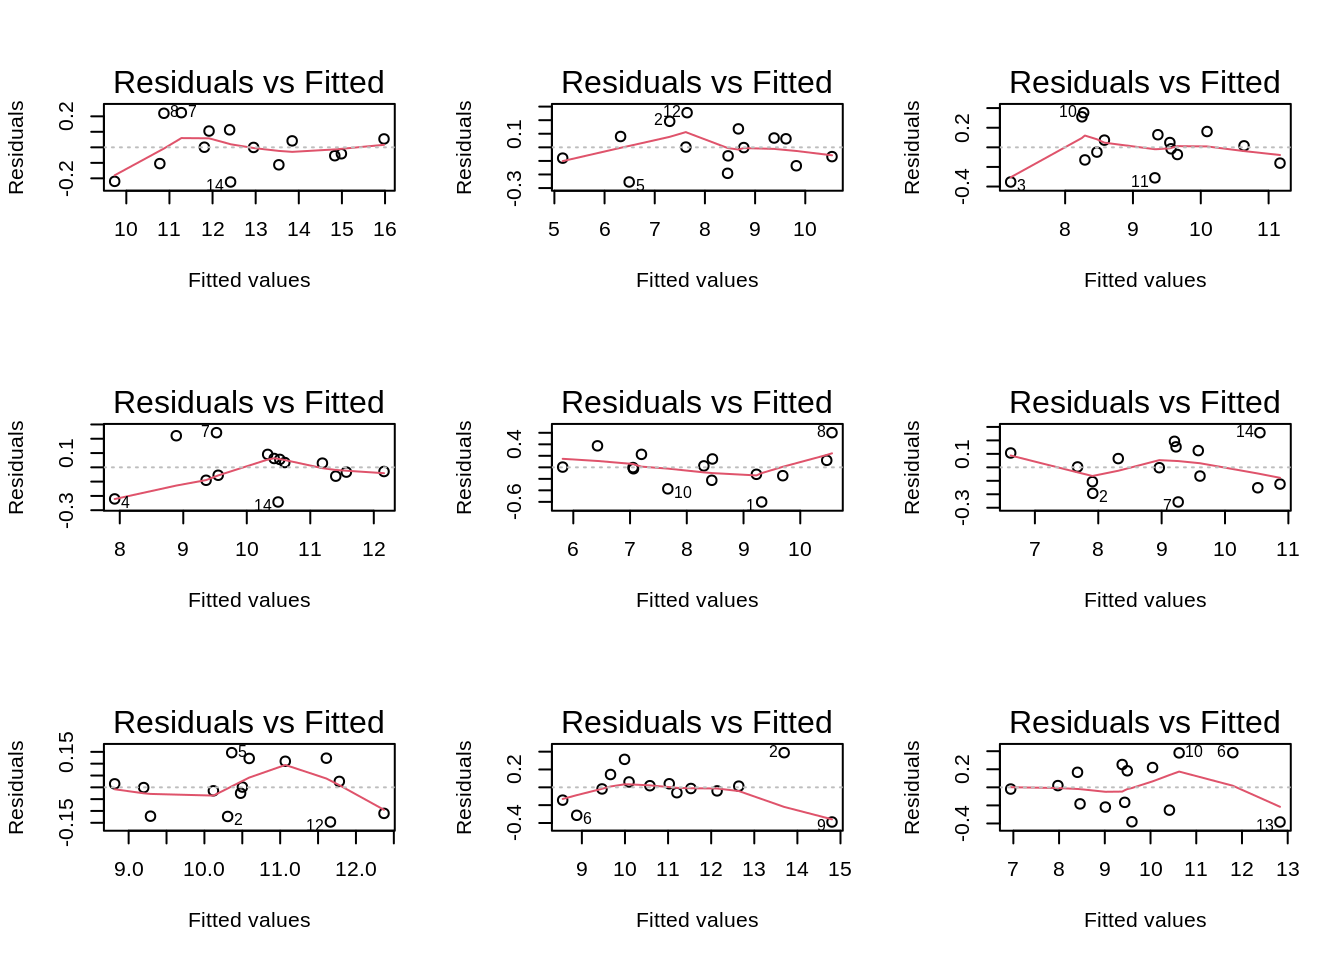 Residuals vs Fitted
Residuals
0.2
-0.2
8
7
14
10 11 12 13 14 15 16
Fitted values
Residuals vs Fitted
Residuals
0.1
-0.3
12
2
5
5 6 7 8 9 10
Fitted values
Residuals vs Fitted
Residuals
0.2
-0.4
10
3
11
8 9 10 11
Fitted values
Residuals vs Fitted
Residuals
0.1
-0.3
7
4
14
8 9 10 11 12
Fitted values
Residuals vs Fitted
Residuals
0.4
-0.6
8
10
1
6 7 8 9 10
Fitted values
Residuals vs Fitted
Residuals
0.1
-0.3
14
2
7
7 8 9 10 11
Fitted values
Residuals vs Fitted
Residuals
0.15
-0.15
5
2
12
9.0 10.0 11.0 12.0
Fitted values
Residuals vs Fitted
Residuals
0.2
-0.4
2
6
9
9 10 11 12 13 14 15
Fitted values
Residuals vs Fitted
Residuals
0.2
-0.4
10
6
13
7 8 9 10 11 12 13
Fitted values